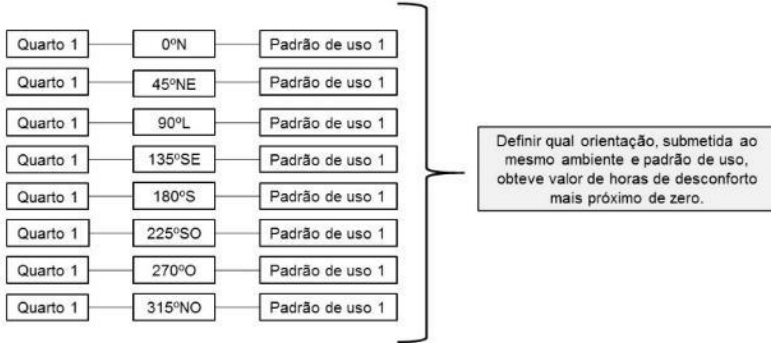 Quarto 1 0ºN Padrão de uso 1
Quarto 1 45ºNE Padrão de uso 1
Quarto 1 90ºL Padrão de uso 1
Quarto 1 135ºSE Padrão de uso 1
Quarto 1 180ºS Padrão de uso 1
Quarto 1 225ºSO Padrão de uso 1
Quarto 1 270ºO Padrão de uso 1
Quarto 1 315ºNO Padrão de uso 1
Definir qual orientação, submetida ao
mesmo ambiente e padrão de uso,
obteve valor de horas de desconforto
mais próximo de zero.